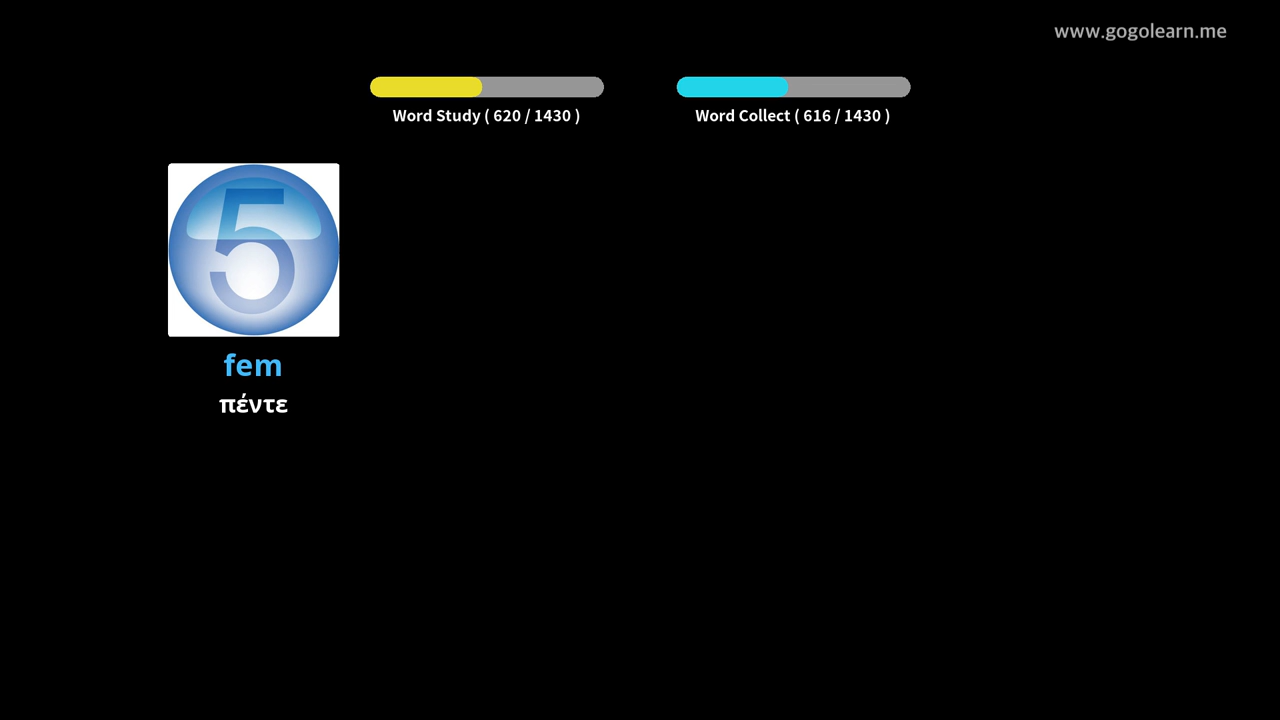 www.gogolearn.me
Word Study ( 620 / 1430 )
Word Collect ( 616 / 1430 )
5
fem
πέντε